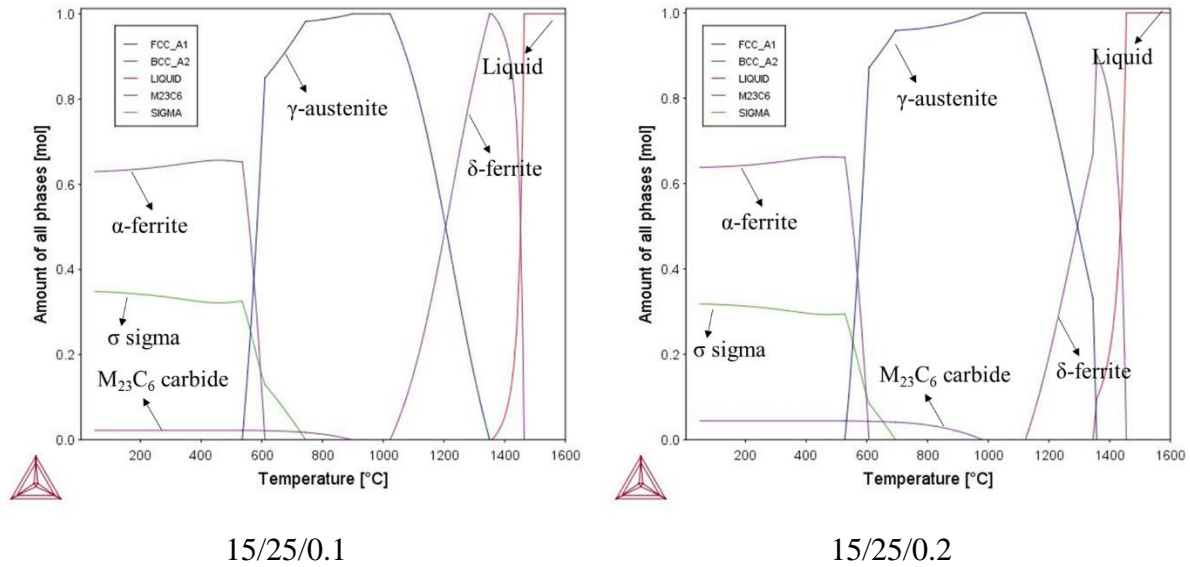 1.0
0.8
0.6
0.4
0.2
0.0
Amount of all phases [mol]
FCC_A1
BCC_A2
LIQUID
M23C6
SIGMA
Liquid
γ-austenite
δ-ferrite
α-ferrite
σ sigma
M₂₃C₆ carbide
200 400 600 800 1000 1200 1400 1600
Temperature [°C]
15/25/0.1
1.0
0.8
0.6
0.4
0.2
0.0
Amount of all phases [mol]
FCC_A1
BCC_A2
LIQUID
M23C6
SIGMA
Liquid
γ-austenite
α-ferrite
σ sigma
M₂₃C₆ carbide
δ-ferrite
200 400 600 800 1000 1200 1400 1600
Temperature [°C]
15/25/0.2